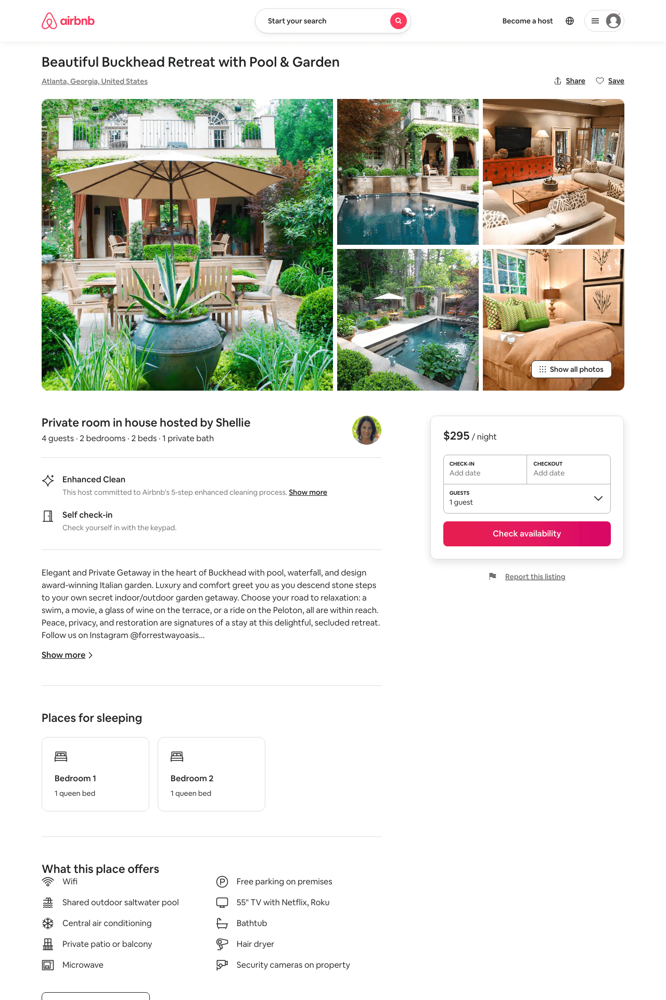 airbnb
Start your search
Become a host
Beautiful Buckhead Retreat with Pool & Garden
Atlanta, Georgia, United States
Share
Save
Show all photos
Private room in house hosted by Shellie
4 guests · 2 bedrooms · 2 beds · 1 private bath
Enhanced Clean
This host committed to Airbnb's 5-step enhanced cleaning process. Show more
Self check-in
Check yourself in with the keypad.
$295 / night
CHECK-IN
Add date
CHECKOUT
Add date
GUESTS
1 guest
Check availability
Report this listing
Elegant and Private Getaway in the heart of Buckhead with pool, waterfall, and design
award-winning Italian garden. Luxury and comfort greet you as you descend stone steps
to your own secret indoor/outdoor garden getaway. Choose your road to relaxation: a
swim, a movie, a glass of wine on the terrace, or a ride on the Peloton, all are within reach.
Peace, privacy, and restoration are signatures of a stay at this delightful, secluded retreat.
Follow us on Instagram @forrestwayoasis...
Show more
Places for sleeping
Bedroom 1
1 queen bed
Bedroom 2
1 queen bed
What this place offers
Wifi
Free parking on premises
Shared outdoor saltwater pool
55" TV with Netflix, Roku
Central air conditioning
Bathtub
Private patio or balcony
Hair dryer
Microwave
Security cameras on property